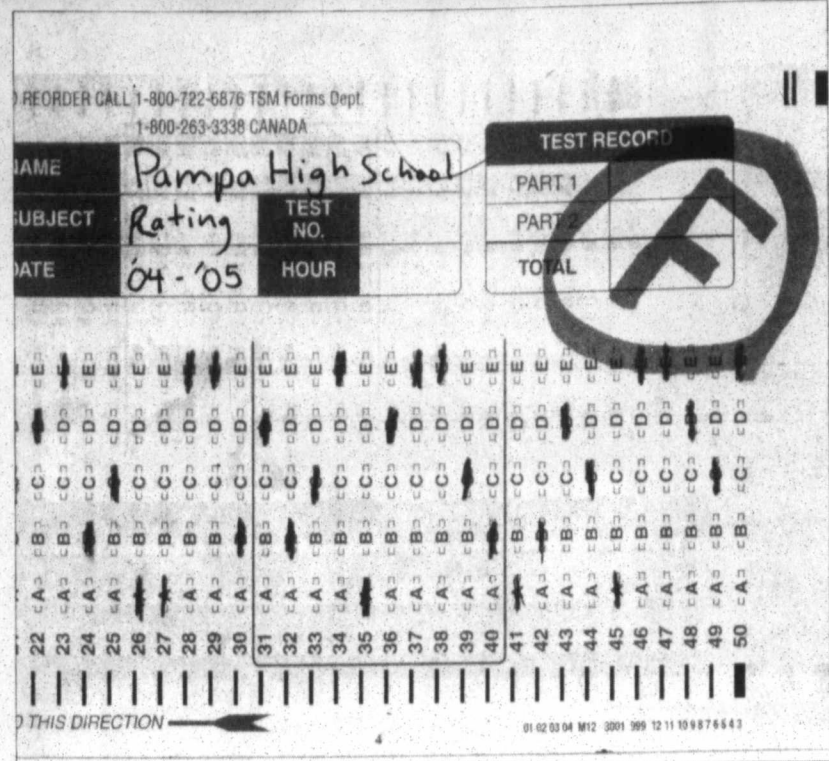 REORDER CALL 1-800-722-6876 TSM Forms Dept.
1-800-263-3338 CANADA
NAME Pampa High School
SUBJECT Rating TEST NO.
DATE '04 - '05 HOUR
TEST RECORD
PART 1
PART 2
TOTAL
F
E E E E E E E E E E E E E E E E E E E E
D D D D D D D D D D D D D D D D D D D D D D D D
C C C C C C C C C C C C C C C C C C C C C C C C
B B B B B B B B B B B B B B B B B B B B B B B B
A A A A A A A A A A A A A A A A A A A A A A A A
22 23 24 25 26 27 28 29 30 31 32 33 34 35 36 37 38 39 40 41 42 43 44 45 46 47 48 49 50
THIS DIRECTION
4
01 02 03 04 M12 3001 999 12 11 10 9 8 7 6 5 4 3